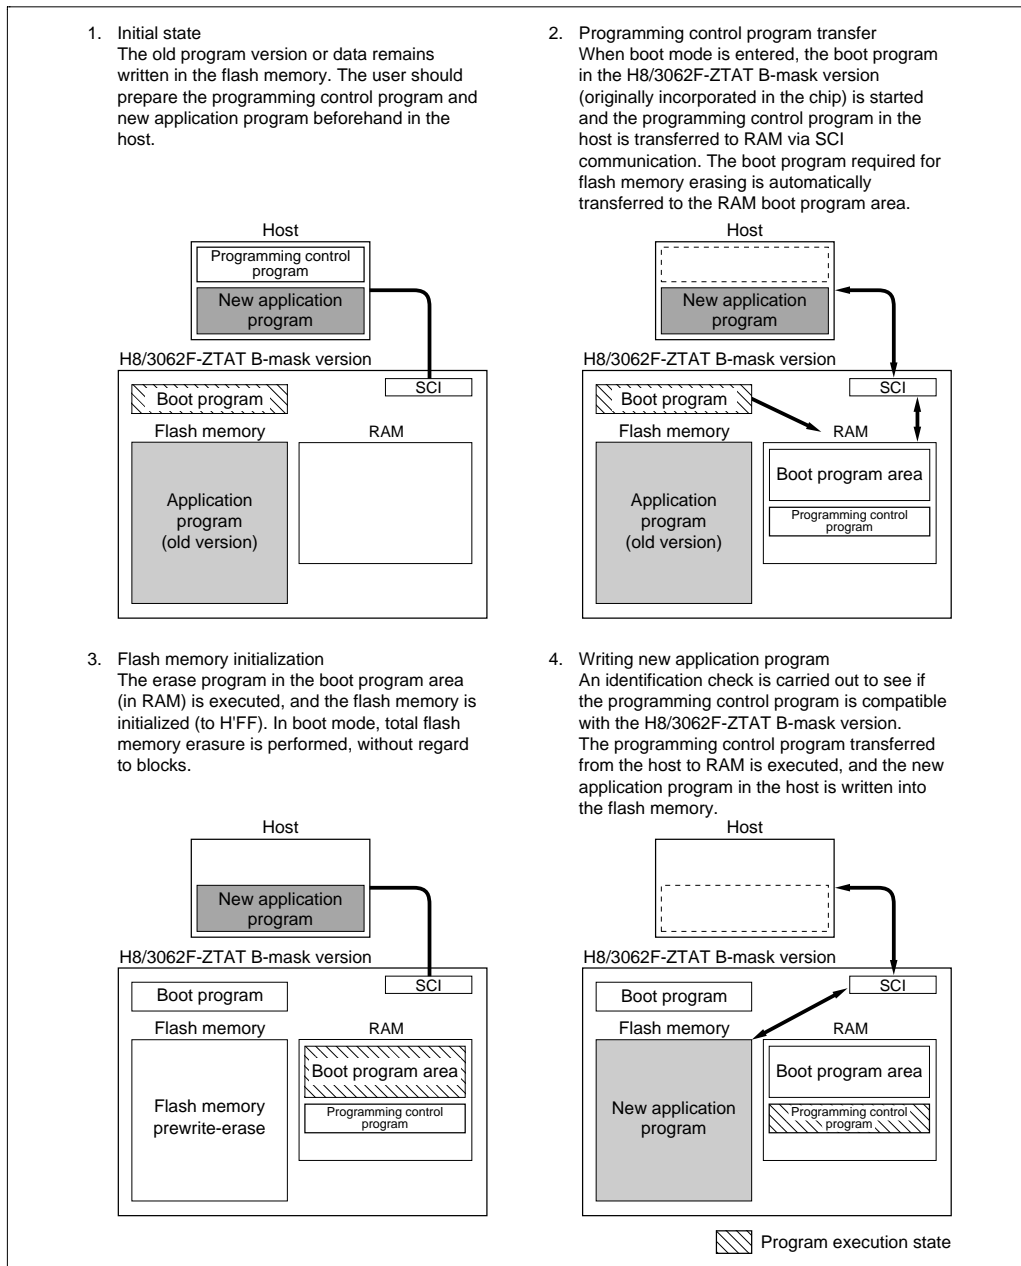 1. Initial state
The old program version or data remains
written in the flash memory. The user should
prepare the programming control program and
new application program beforehand in the
host.
Host
Programming control
program
New application
program
H8/3062F-ZTAT B-mask version
SCI
Boot program
Flash memory
RAM
Application
program
(old version)
2. Programming control program transfer
When boot mode is entered, the boot program
in the H8/3062F-ZTAT B-mask version
(originally incorporated in the chip) is started
and the programming control program in the
host is transferred to RAM via SCI
communication. The boot program required for
flash memory erasing is automatically
transferred to the RAM boot program area.
Host
New application
program
H8/3062F-ZTAT B-mask version
SCI
Boot program
Flash memory
RAM
Boot program area
Application
program
(old version)
Programming control
program
3. Flash memory initialization
The erase program in the boot program area
(in RAM) is executed, and the flash memory is
initialized (to H'FF). In boot mode, total flash
memory erasure is performed, without regard
to blocks.
Host
New application
program
H8/3062F-ZTAT B-mask version
SCI
Boot program
Flash memory
RAM
Boot program area
Flash memory
prewrite-erase
Programming control
program
4. Writing new application program
An identification check is carried out to see if
the programming control program is compatible
with the H8/3062F-ZTAT B-mask version.
The programming control program transferred
from the host to RAM is executed, and the new
application program in the host is written into
the flash memory.
Host
H8/3062F-ZTAT B-mask version
SCI
Boot program
Flash memory
RAM
Boot program area
New application
program
Programming control
program
Program execution state